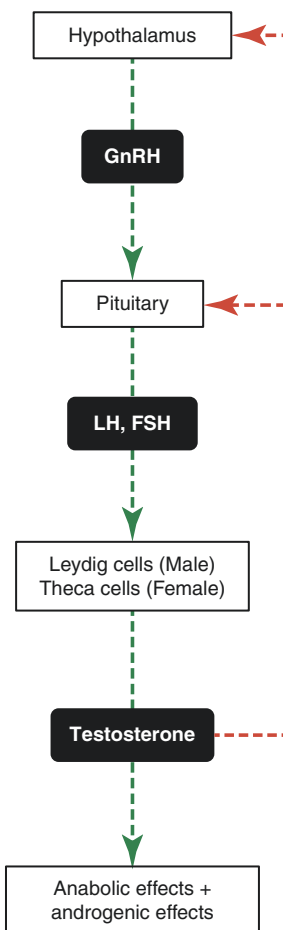 Hypothalamus
GnRH
Pituitary
LH, FSH
Leydig cells (Male)
Theca cells (Female)
Testosterone
Anabolic effects +
androgenic effects